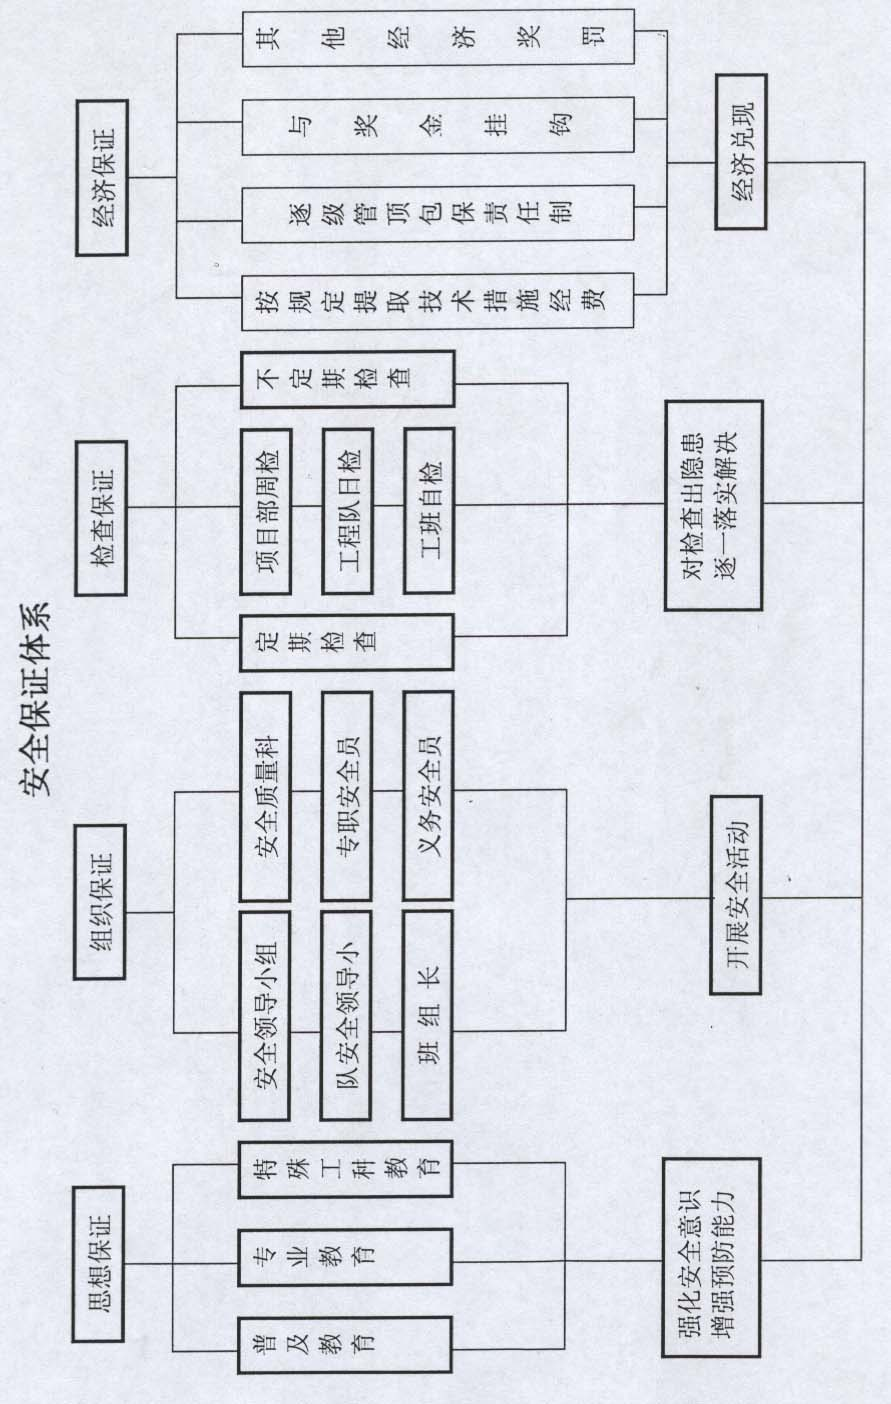 安全保证体系
思想保证
普及教育
专业教育
特殊工种教育
强化安全意识
增强预防能力
组织保证
安全领导小组
队安全领导小
班组长
安全质量科
专职安全员
义务安全员
开展安全活动
检查保证
定期检查
项目部周检
工程队日检
工班自检
不定期检查
对检查出隐患
逐一落实解决
经济保证
按规定提取技术措施经费
逐级管顶包保责任制
与奖金挂钩
其他经济奖罚
经济兑现